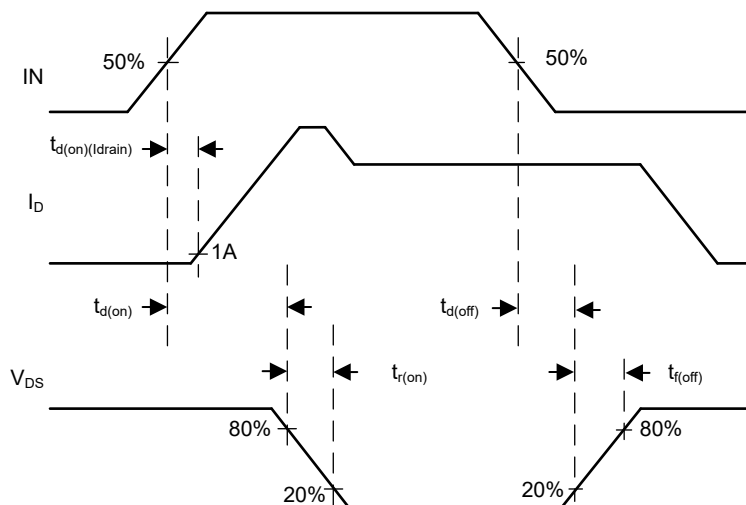 50%
50%
IN
td(on)(Idrain)
ID
1A
td(on)
td(off)
VDS
tr(on)
tf(off)
80%
80%
20%
20%